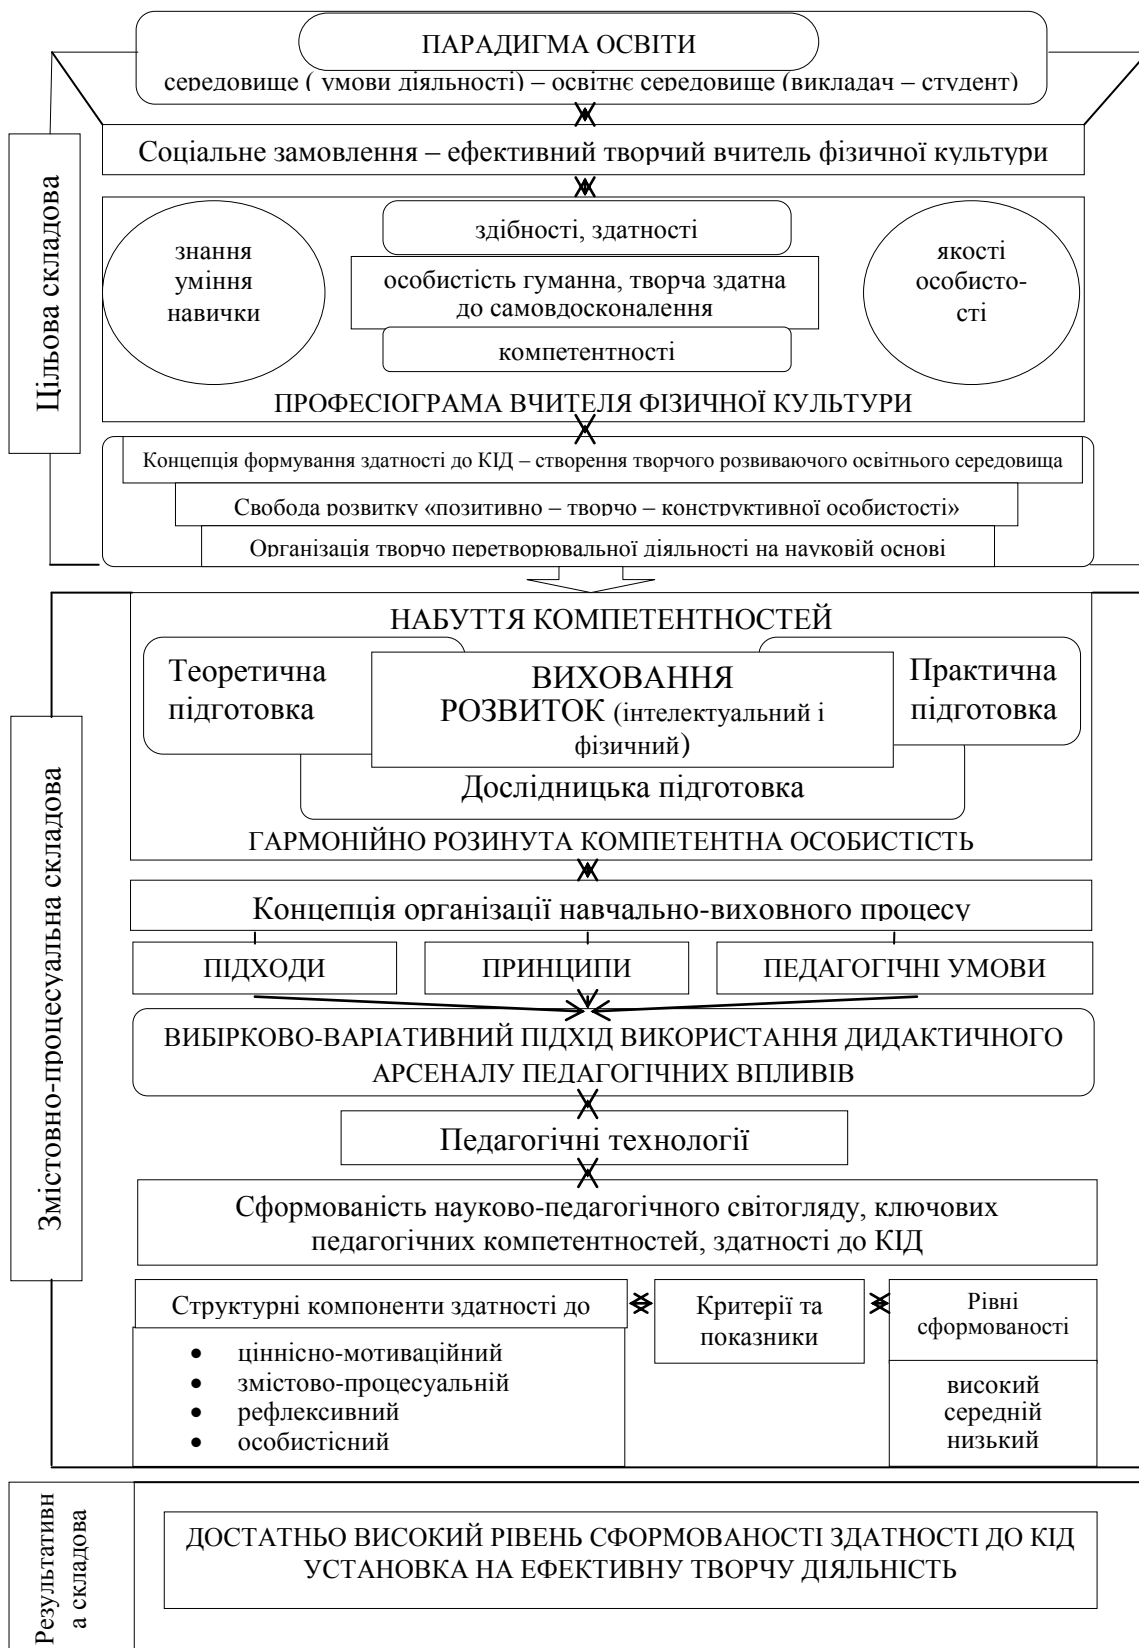 ПАРАДИГМА ОСВІТИ
середовище ( умови діяльності) – освітнє середовище (викладач – студент)
Цільова складова
Соціальне замовлення – ефективний творчий вчитель фізичної культури
знання
уміння
навички
здібності, здатності
особистість гуманна, творча здатна
до самовдосконалення
компетентності
якості
особисто-
сті
ПРОФЕСІОГРАМА ВЧИТЕЛЯ ФІЗИЧНОЇ КУЛЬТУРИ
Концепція формування здатності до КІД – створення творчого розвиваючого освітнього середовища
Свобода розвитку «позитивно – творчо – конструктивної особистості»
Організація творчо перетворювальної діяльності на науковій основі
Змістовно-процесуальна складова
НАБУТТЯ КОМПЕТЕНТНОСТЕЙ
Теоретична
підготовка
ВИХОВАННЯ
РОЗВИТОК (інтелектуальний і
фізичний)
Практична
підготовка
Дослідницька підготовка
ГАРМОНІЙНО РОЗИНУТА КОМПЕТЕНТНА ОСОБИСТІСТЬ
Концепція організації навчально-виховного процесу
ПІДХОДИ
ПРИНЦИПИ
ПЕДАГОГІЧНІ УМОВИ
ВИБІРКОВО-ВАРІАТИВНИЙ ПІДХІД ВИКОРИСТАННЯ ДИДАКТИЧНОГО
АРСЕНАЛУ ПЕДАГОГІЧНИХ ВПЛИВІВ
Педагогічні технології
Сформованість науково-педагогічного світогляду, ключових
педагогічних компетентностей, здатності до КІД
Структурні компоненти здатності до
• ціннісно-мотиваційний
• змістово-процесуальній
• рефлексивний
• особистісний
Критерії та
показники
Рівні
сформованості
високий
середній
низький
Результативн
а складова
ДОСТАТНЬО ВИСОКИЙ РІВЕНЬ СФОРМОВАНОСТІ ЗДАТНОСТІ ДО КІД
УСТАНОВКА НА ЕФЕКТИВНУ ТВОРЧУ ДІЯЛЬНІСТЬ